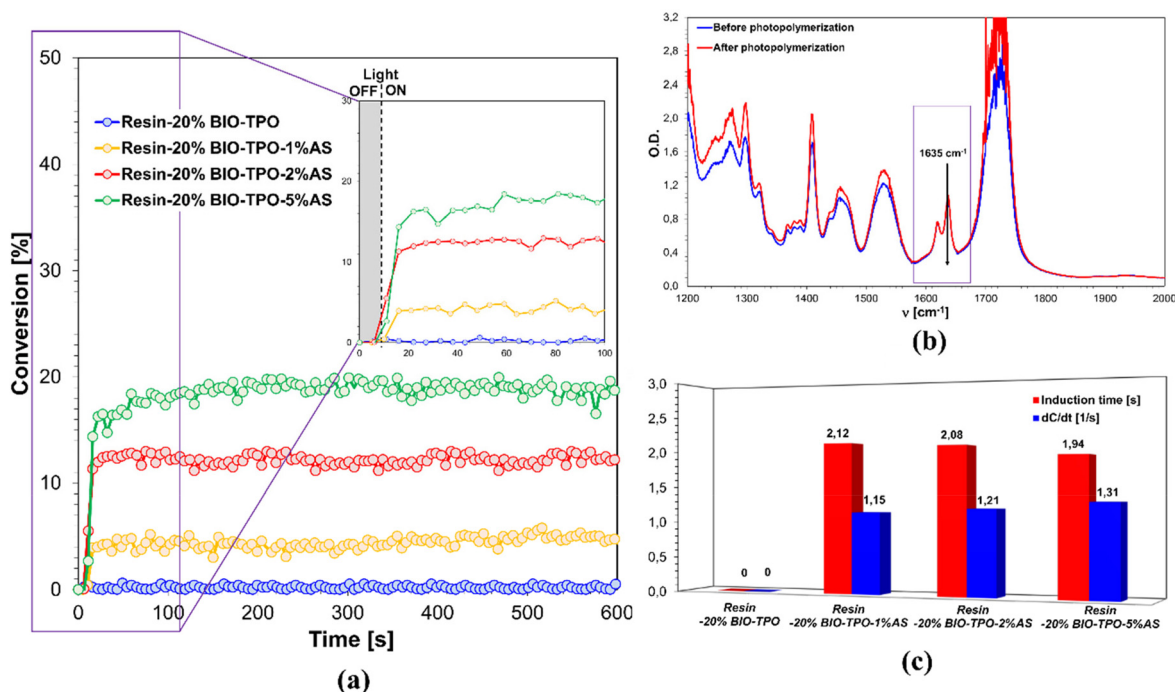 50
40
30
20
10
0
Conversion [%]
0
100
200
300
400
500
600
Time [s]
Resin-20% BIO-TPO
Resin-20% BIO-TPO-1%AS
Resin-20% BIO-TPO-2%AS
Resin-20% BIO-TPO-5%AS
Light
OFF ON
30
20
10
0
0
20
40
60
80
100
(a)
3,2
2,8
2,4
2,0
1,6
1,2
0,8
0,4
0,0
O.D.
Before photopolymerization
After photopolymerization
1635 cm-1
1200
1300
1400
1500
1600
1700
1800
1900
2000
ν [cm-1]
(b)
3,0
2,5
2,0
1,5
1,0
0,5
0,0
Induction time [s]
dC/dt [1/s]
0 0
2,12
1,15
2,08
1,21
1,94
1,31
Resin
-20% BIO-TPO
Resin
-20% BIO-TPO-1%AS
Resin
-20% BIO-TPO-2%AS
Resin
-20% BIO-TPO-5%AS
(c)